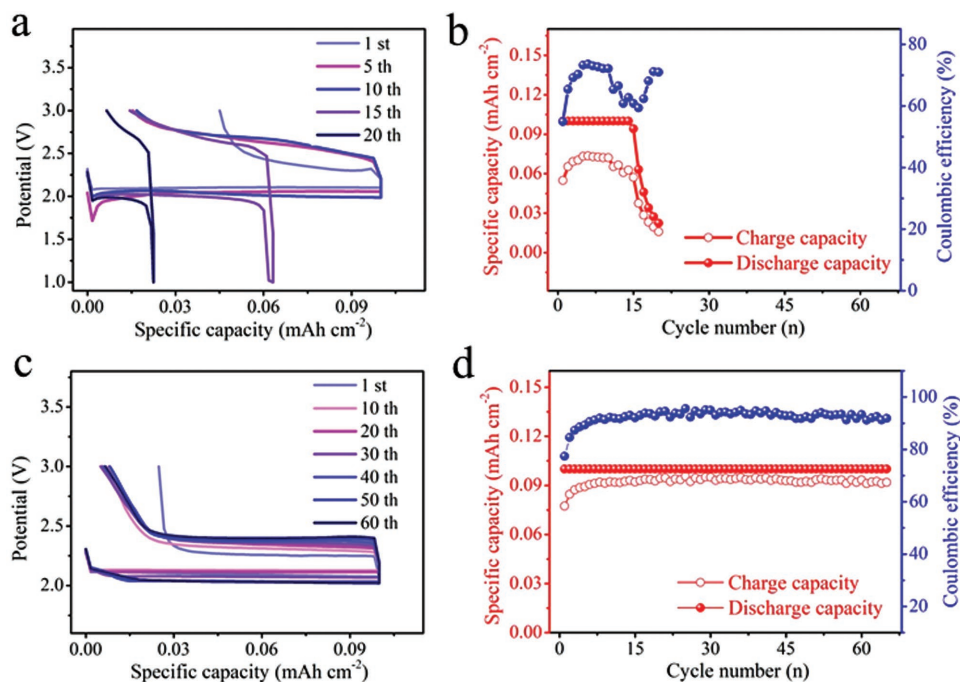 a
4.0
3.0
2.0
1.0
Potential (V)
1 st
5 th
10 th
15 th
20 th
0.00
0.03
0.06
0.09
Specific capacity (mAh cm⁻²)
b
0.15
0.12
0.09
0.06
0.03
0.00
Specific capacity (mAh cm⁻²)
80
60
40
20
0
Coulombic efficiency (%)
Charge capacity
Discharge capacity
0
15
30
45
60
Cycle number (n)
c
3.5
3.0
2.5
2.0
Potential (V)
1 st
10 th
20 th
30 th
40 th
50 th
60 th
0.00
0.03
0.06
0.09
Specific capacity (mAh cm⁻²)
d
0.15
0.12
0.09
0.06
0.03
0.00
Specific capacity (mAh cm⁻²)
100
80
60
40
20
Coulombic efficiency (%)
Charge capacity
Discharge capacity
0
15
30
45
60
Cycle number (n)